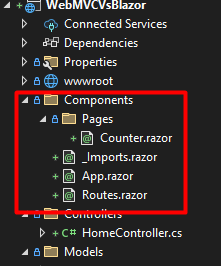 WebMVCVsBlazor
Connected Services
Dependencies
Properties
wwwroot
Components
Pages
Counter.razor
_Imports.razor
App.razor
Routes.razor
Controllers
C# HomeController.cs
Models